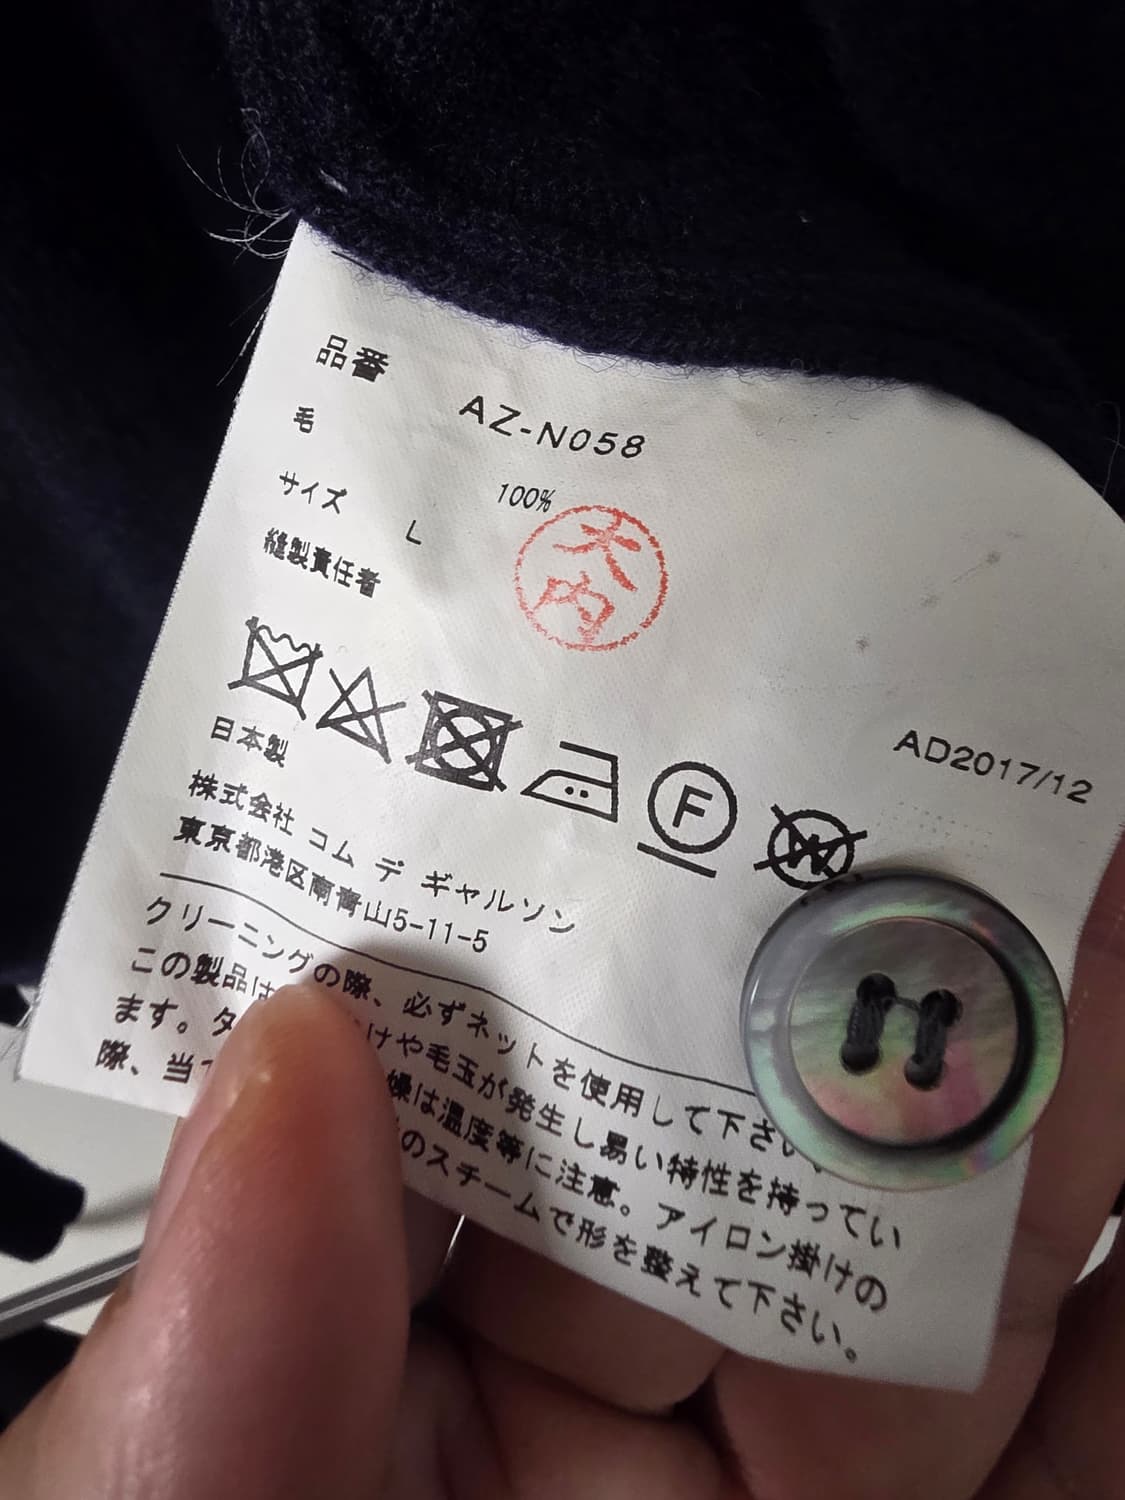 品番 AZ-N058
毛 100%
サイズ L
縫製責任者 大内
F
W
AD2017/12
日本製
株式会社 コム デ ギャルソン
東京都港区南青山5-11-5
クリーニングの際、必ずネットを使用して下さい
この製品は けや毛玉が発生し易い特性を持ってい
ます。タ 燥は温度等に注意。アイロン掛けの
際、当て のスチームで形を整えて下さい。